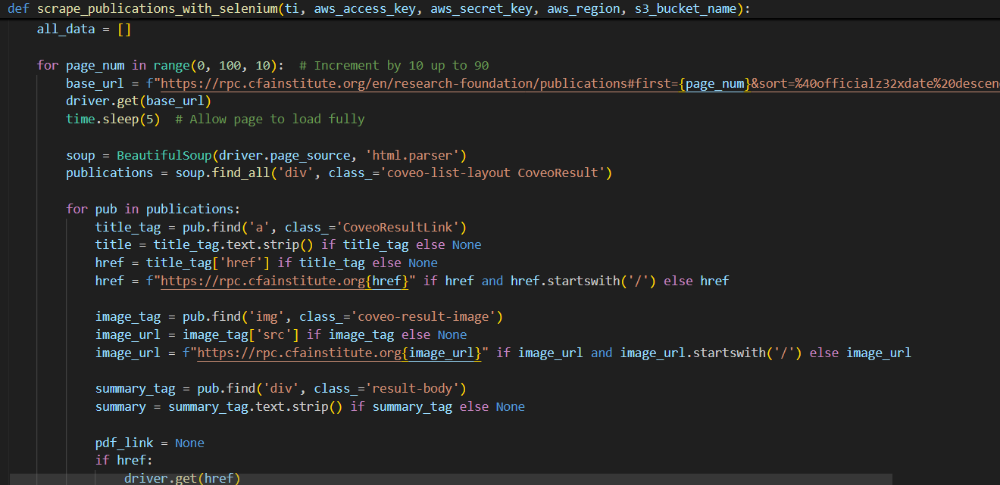 def scrape_publications_with_selenium(ti, aws_access_key, aws_secret_key, aws_region, s3_bucket_name):
    all_data = []

    for page_num in range(0, 100, 10):  # Increment by 10 up to 90
        base_url = f"https://rpc.cfainstitute.org/en/research-foundation/publications#first={page_num}&sort=%40officialz32xdate%20descen
        driver.get(base_url)
        time.sleep(5)  # Allow page to load fully

        soup = BeautifulSoup(driver.page_source, 'html.parser')
        publications = soup.find_all('div', class_='coveo-list-layout CoveoResult')

        for pub in publications:
            title_tag = pub.find('a', class_='CoveoResultLink')
            title = title_tag.text.strip() if title_tag else None
            href = title_tag['href'] if title_tag else None
            href = f"https://rpc.cfainstitute.org{href}" if href and href.startswith('/') else href

            image_tag = pub.find('img', class_='coveo-result-image')
            image_url = image_tag['src'] if image_tag else None
            image_url = f"https://rpc.cfainstitute.org{image_url}" if image_url and image_url.startswith('/') else image_url

            summary_tag = pub.find('div', class_='result-body')
            summary = summary_tag.text.strip() if summary_tag else None

            pdf_link = None
            if href:
                driver.get(href)